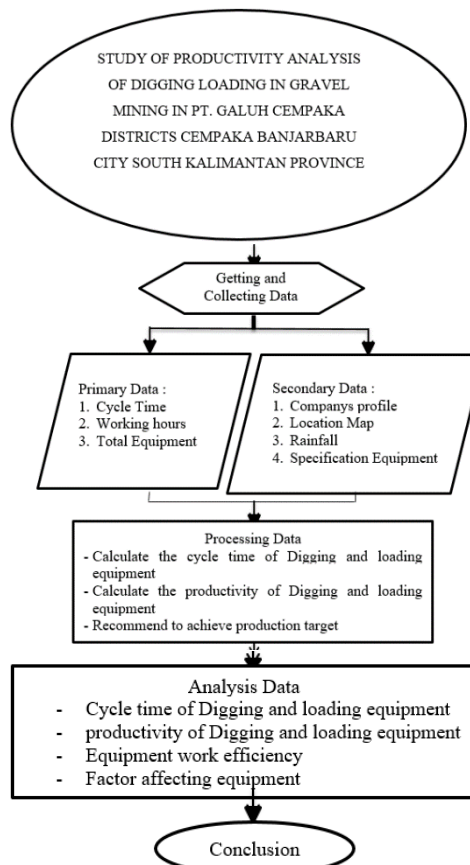 STUDY OF PRODUCTIVITY ANALYSIS
OF DIGGING LOADING IN GRAVEL
MINING IN PT. GALUH CEMPAKA
DISTRICTS CEMPAKA BANJARBARU
CITY SOUTH KALIMANTAN PROVINCE
Getting and
Collecting Data
Primary Data :
1. Cycle Time
2. Working hours
3. Total Equipment
Secondary Data :
1. Companys profile
2. Location Map
3. Rainfall
4. Specification Equipment
Processing Data
- Calculate the cycle time of Digging and loading
equipment
- Calculate the productivity of Digging and loading
equipment
- Recommend to achieve production target
Analysis Data
- Cycle time of Digging and loading equipment
- productivity of Digging and loading equipment
- Equipment work efficiency
- Factor affecting equipment
Conclusion